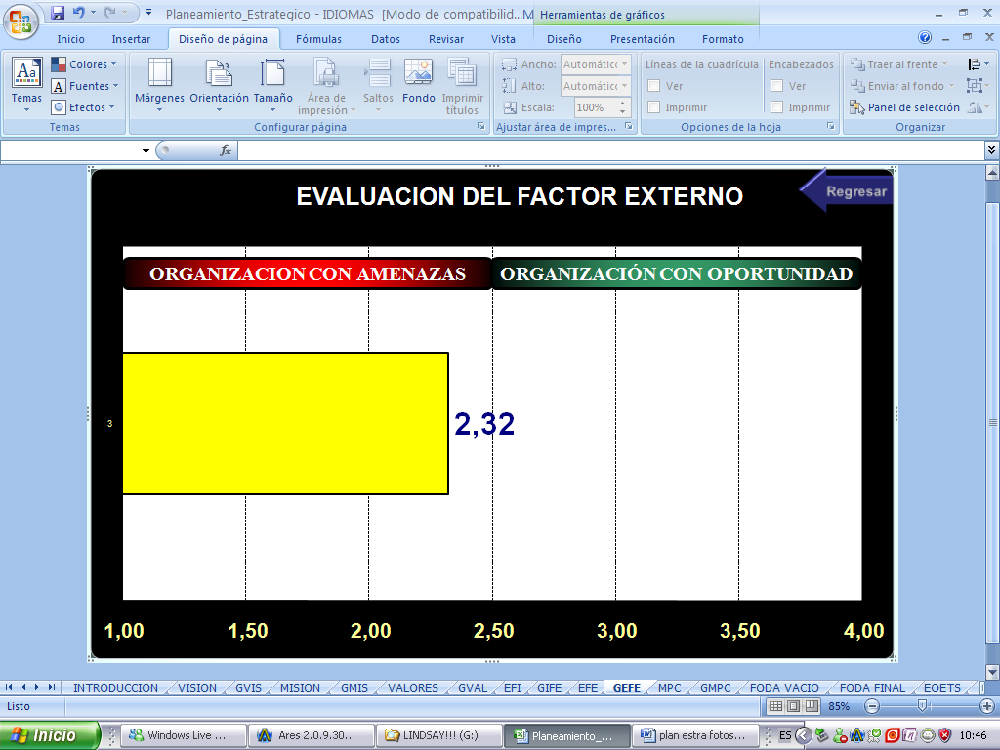 Planeamiento_Estrategico - IDIOMAS [Modo de compatibilid...M
Herramientas de gráficos
Inicio Insertar Diseño de página Fórmulas Datos Revisar Vista Diseño Presentación Formato
Temas
Colores
Fuentes
Efectos
Temas
Márgenes Orientación Tamaño Área de impresión Saltos Fondo Imprimir títulos
Configurar página
Ancho: Automático
Alto: Automático
Escala: 100%
Ajustar área de impres...
Líneas de la cuadrícula Encabezados
Ver Ver
Imprimir Imprimir
Opciones de la hoja
Traer al frente
Enviar al fondo
Panel de selección
Organizar
fx
EVALUACION DEL FACTOR EXTERNO
Regresar
ORGANIZACION CON AMENAZAS ORGANIZACIÓN CON OPORTUNIDAD
3
2,32
1,00 1,50 2,00 2,50 3,00 3,50 4,00
INTRODUCCION VISION GVIS MISION GMIS VALORES GVAL EFI GIFE EFE GEFE MPC GMPC FODA VACIO FODA FINAL EOETS
Listo 85%
Inicio Windows Live ... Ares 2.0.9.30... LINDSAY!!! (G:) Planeamiento_... plan estra fotos... ES 10:46